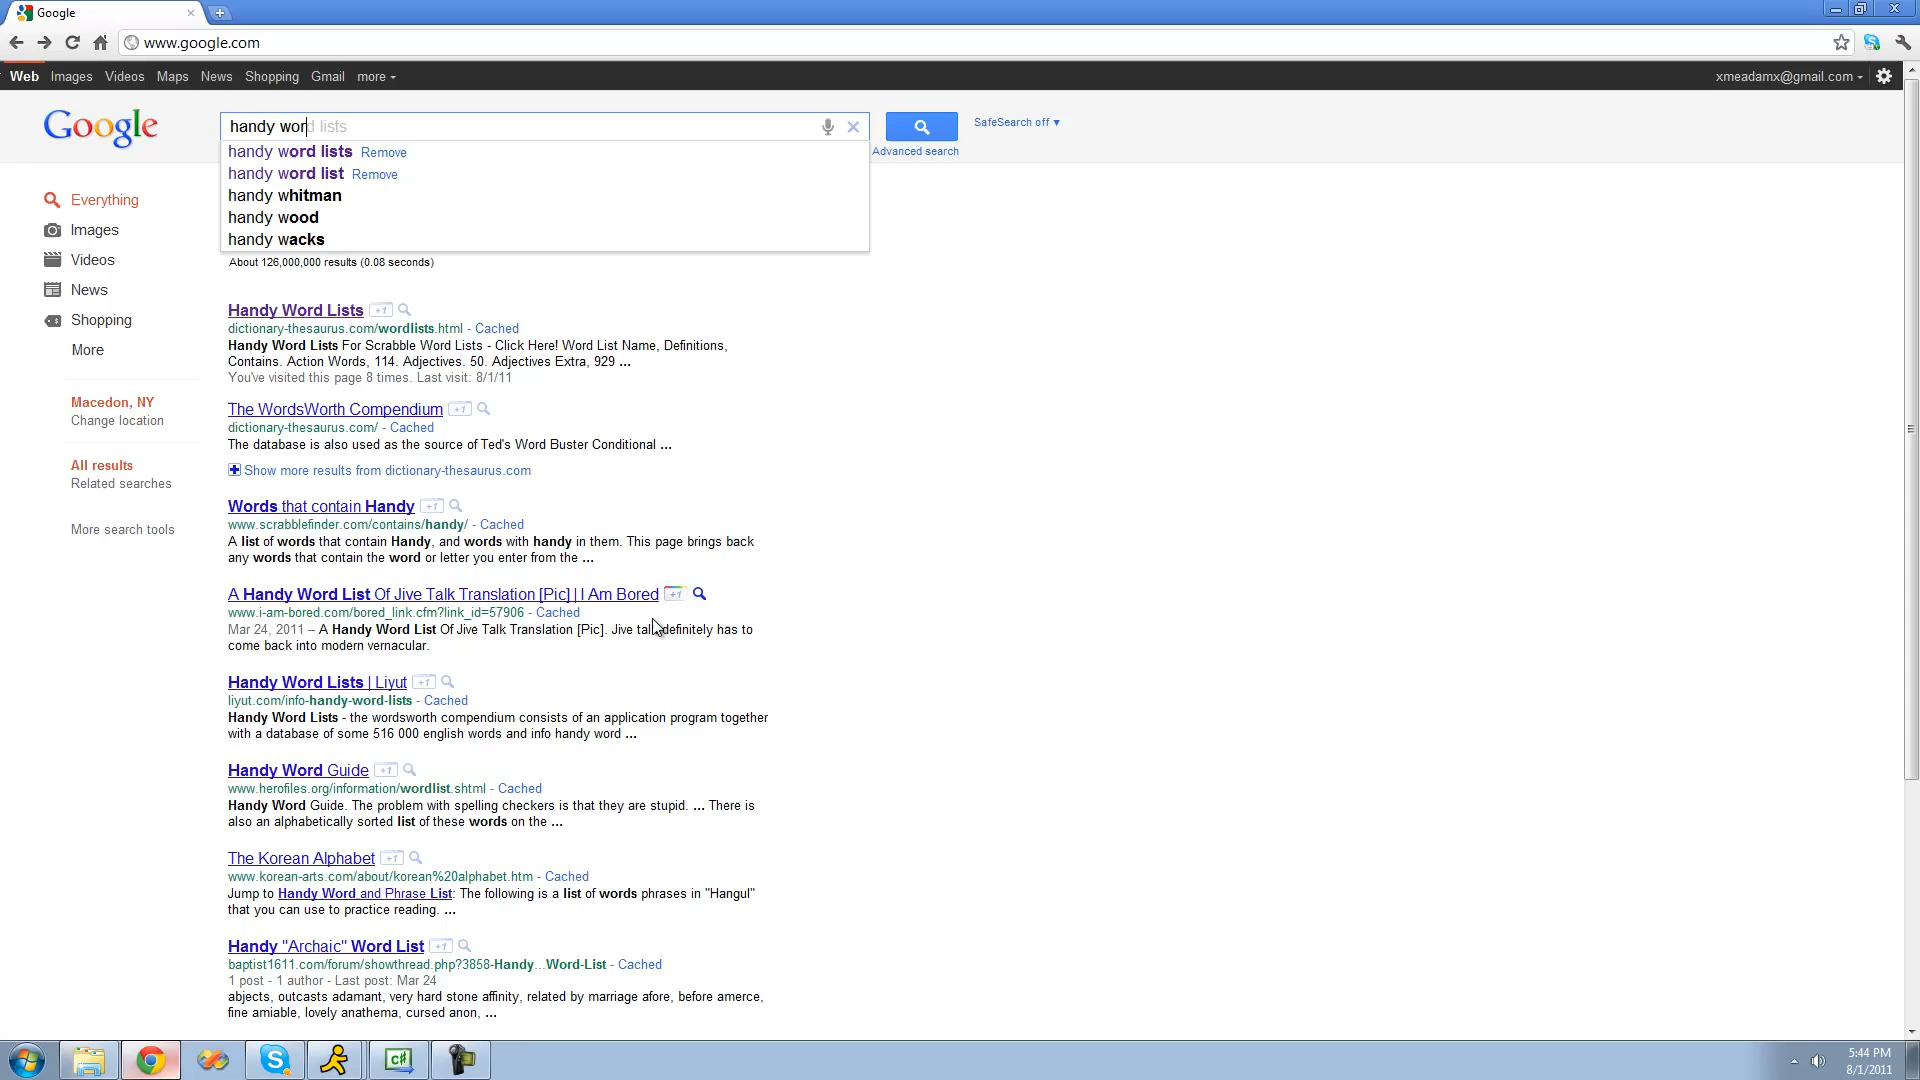 Google
www.google.com
Web Images Videos Maps News Shopping Gmail more
xmeadamx@gmail.com
Google
handy word lists
SafeSearch off ▼
Advanced search
handy word lists Remove
handy word list Remove
handy whitman
handy wood
handy wacks
About 126,000,000 results (0.08 seconds)
Everything
Images
Videos
News
Shopping
More
Macedon, NY
Change location
All results
Related searches
More search tools
Handy Word Lists +1
dictionary-thesaurus.com/wordlists.html - Cached
Handy Word Lists For Scrabble Word Lists - Click Here! Word List Name, Definitions,
Contains. Action Words, 114. Adjectives. 50. Adjectives Extra, 929 ...
You've visited this page 8 times. Last visit: 8/1/11
The WordsWorth Compendium +1
dictionary-thesaurus.com/ - Cached
The database is also used as the source of Ted's Word Buster Conditional ...
Show more results from dictionary-thesaurus.com
Words that contain Handy +1
www.scrabblefinder.com/contains/handy/ - Cached
A list of words that contain Handy, and words with handy in them. This page brings back
any words that contain the word or letter you enter from the ...
A Handy Word List Of Jive Talk Translation [Pic] | I Am Bored +1
www.i-am-bored.com/bored_link.cfm?link_id=57906 - Cached
Mar 24, 2011 – A Handy Word List Of Jive Talk Translation [Pic]. Jive talk definitely has to
come back into modern vernacular.
Handy Word Lists | Liyut +1
liyut.com/info-handy-word-lists - Cached
Handy Word Lists - the wordsworth compendium consists of an application program together
with a database of some 516 000 english words and info handy word ...
Handy Word Guide +1
www.herofiles.org/information/wordlist.shtml - Cached
Handy Word Guide. The problem with spelling checkers is that they are stupid. ... There is
also an alphabetically sorted list of these words on the ...
The Korean Alphabet +1
www.korean-arts.com/about/korean%20alphabet.htm - Cached
Jump to Handy Word and Phrase List: The following is a list of words phrases in "Hangul"
that you can use to practice reading. ...
Handy "Archaic" Word List +1
baptist1611.com/forum/showthread.php?3858-Handy...Word-List - Cached
1 post - 1 author - Last post: Mar 24
abjects, outcasts adamant, very hard stone affinity, related by marriage afore, before amerce,
fine amiable, lovely anathema, cursed anon, ...
C#
5:44 PM
8/1/2011